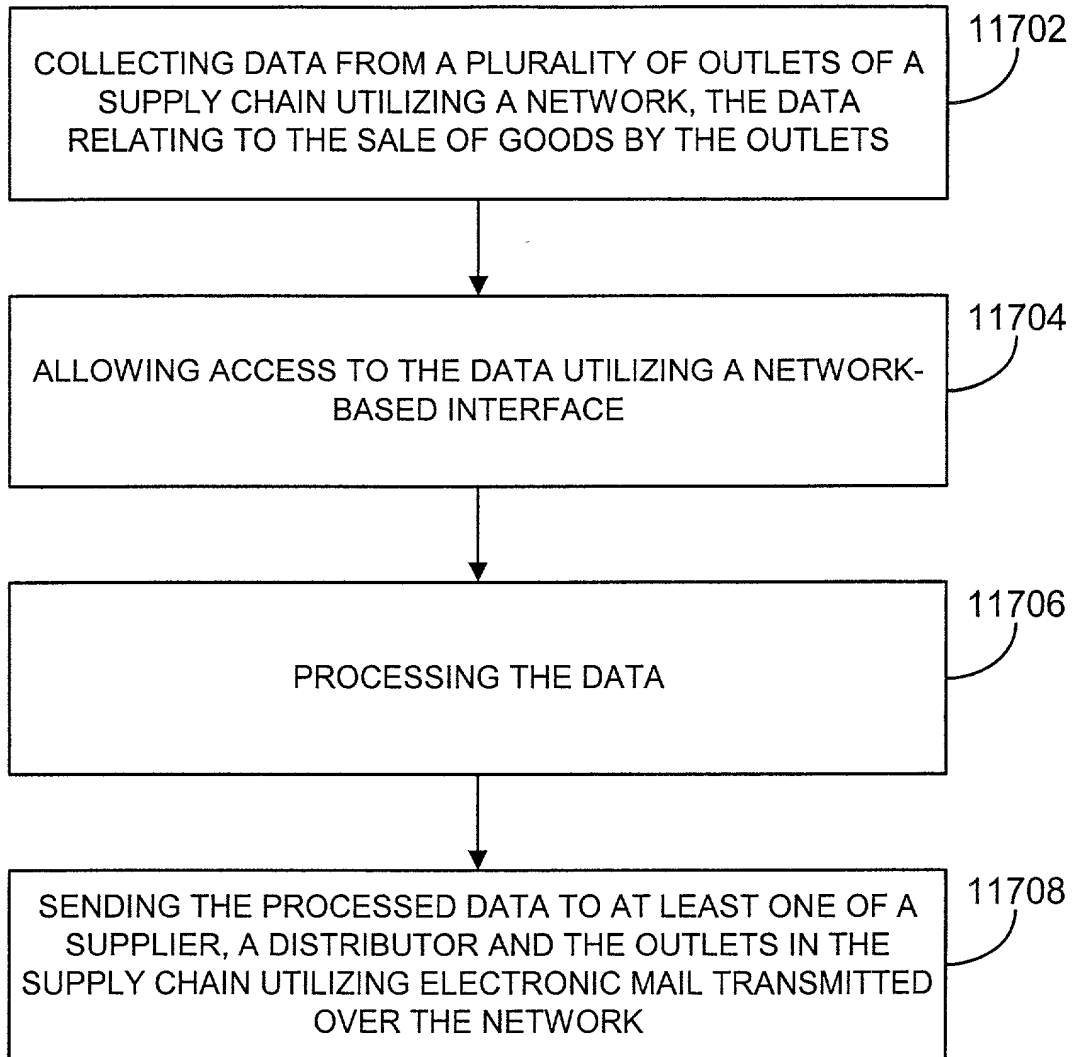 11702
COLLECTING DATA FROM A PLURALITY OF OUTLETS OF A
SUPPLY CHAIN UTILIZING A NETWORK, THE DATA
RELATING TO THE SALE OF GOODS BY THE OUTLETS
11704
ALLOWING ACCESS TO THE DATA UTILIZING A NETWORK-
BASED INTERFACE
11706
PROCESSING THE DATA
11708
SENDING THE PROCESSED DATA TO AT LEAST ONE OF A
SUPPLIER, A DISTRIBUTOR AND THE OUTLETS IN THE
SUPPLY CHAIN UTILIZING ELECTRONIC MAIL TRANSMITTED
OVER THE NETWORK